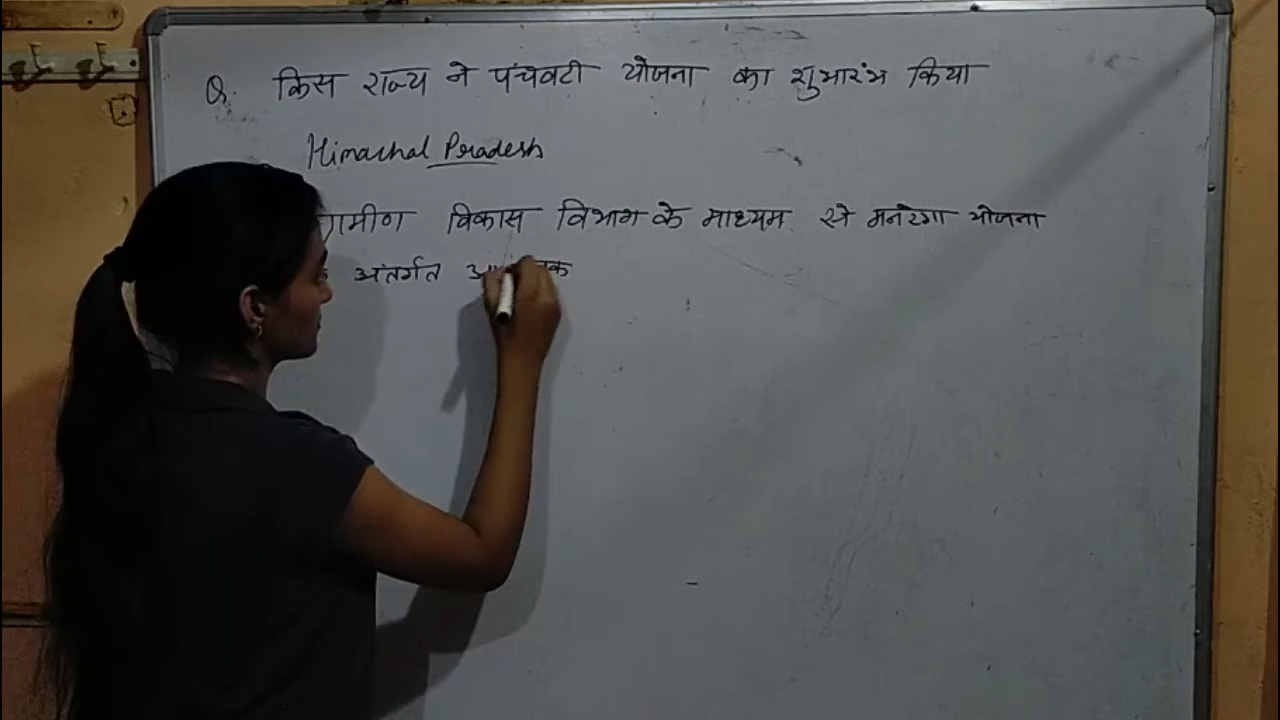 Q. किस राज्य ने पंचवटी योजना का शुभारंभ किया
Himachal Pradesh
ग्रामीण विकास विभाग के माध्यम से मनरेगा योजना
अंतर्गत